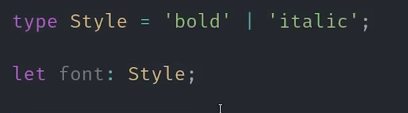 type Style = 'bold' | 'italic';
let font: Style;